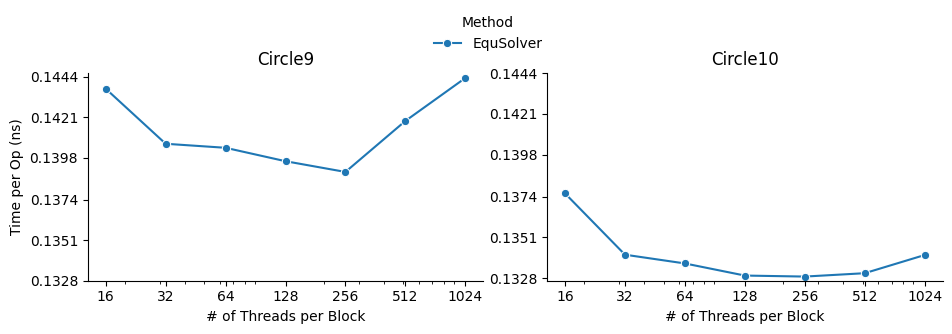 Method
EquSolver
Circle9
0.1444
0.1421
0.1398
0.1374
0.1351
0.1328
Time per Op (ns)
16 32 64 128 256 512 1024
# of Threads per Block
Circle10
0.1444
0.1421
0.1398
0.1374
0.1351
0.1328
16 32 64 128 256 512 1024
# of Threads per Block